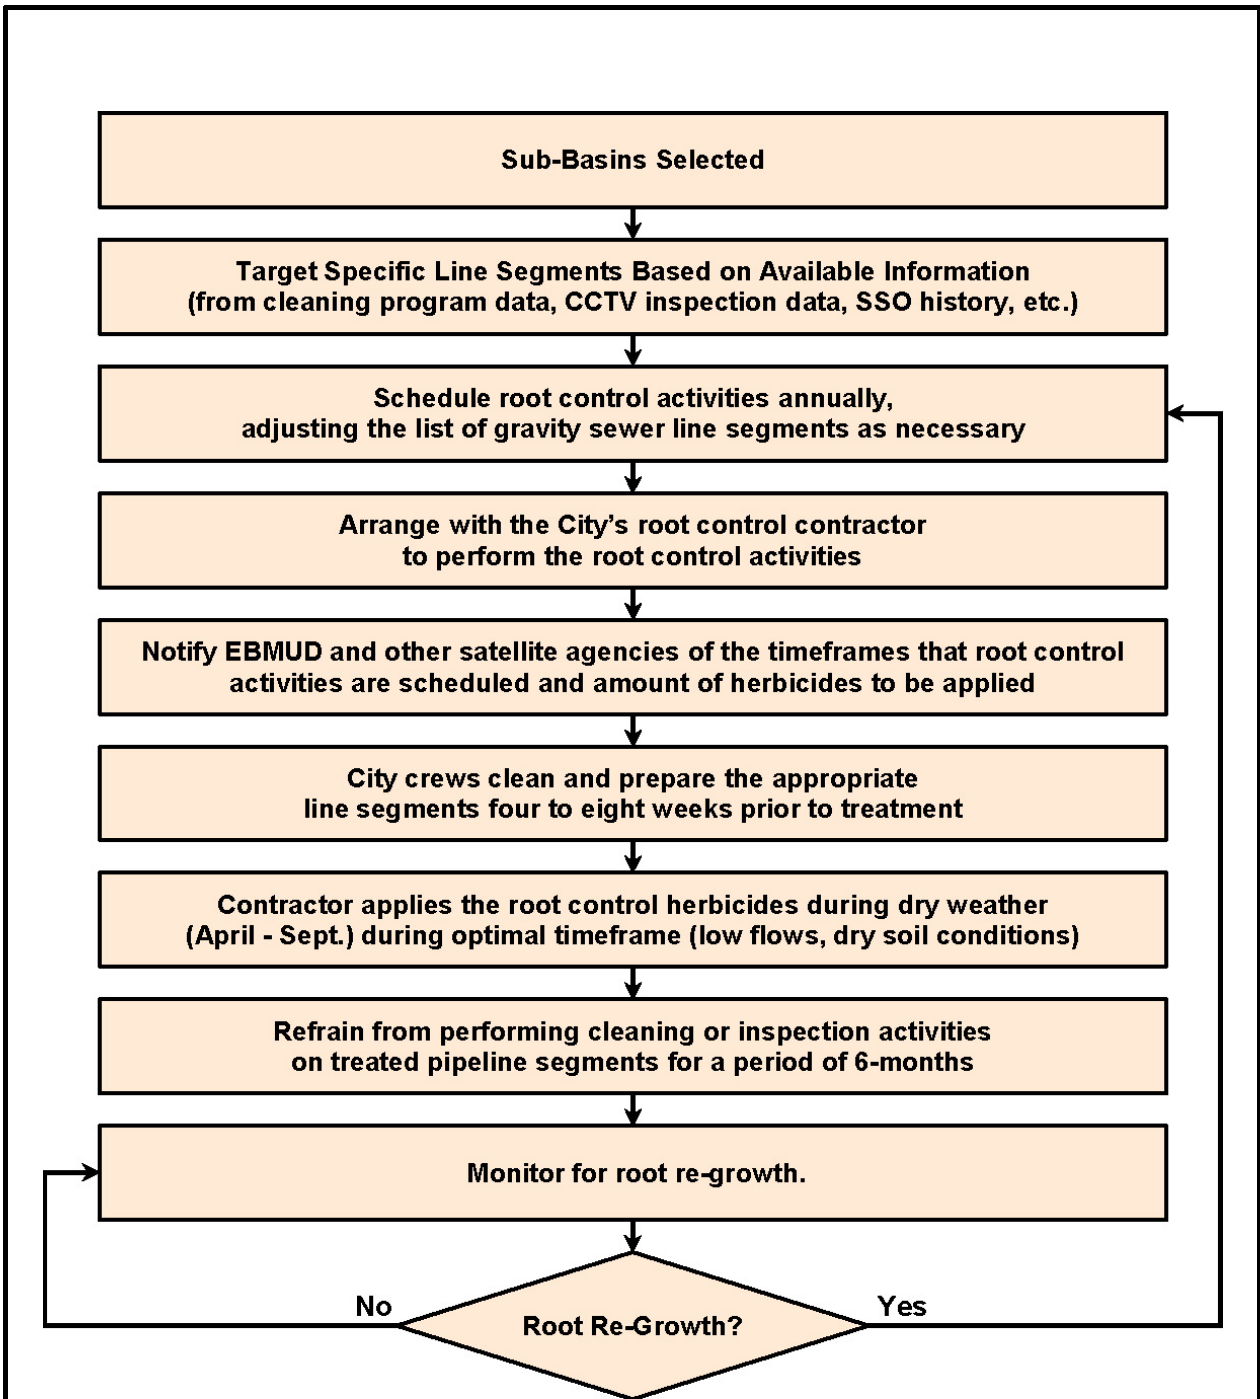 Sub-Basins Selected
Target Specific Line Segments Based on Available Information
(from cleaning program data, CCTV inspection data, SSO history, etc.)
Schedule root control activities annually,
adjusting the list of gravity sewer line segments as necessary
Arrange with the City's root control contractor
to perform the root control activities
Notify EBMUD and other satellite agencies of the timeframes that root control
activities are scheduled and amount of herbicides to be applied
City crews clean and prepare the appropriate
line segments four to eight weeks prior to treatment
Contractor applies the root control herbicides during dry weather
(April - Sept.) during optimal timeframe (low flows, dry soil conditions)
Refrain from performing cleaning or inspection activities
on treated pipeline segments for a period of 6-months
Monitor for root re-growth.
No
Yes
Root Re-Growth?